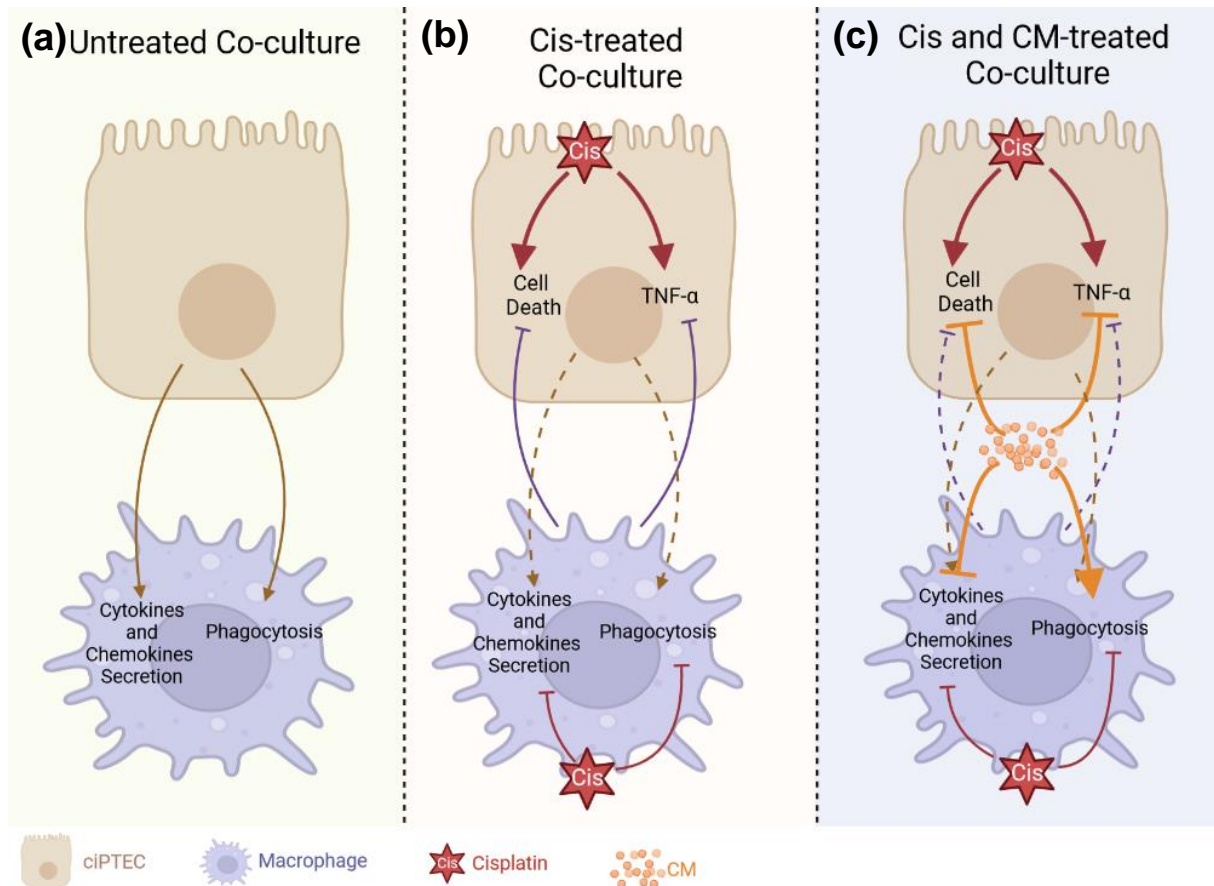 (a) Untreated Co-culture
(b) Cis-treated
Co-culture
(c) Cis and CM-treated
Co-culture
Cytokines
and
Chemokines
Secretion
Phagocytosis
Cis
Cell
Death
TNF-α
Cytokines
and
Chemokines
Secretion
Phagocytosis
Cis
Cis
Cell
Death
TNF-α
Cytokines
and
Chemokines
Secretion
Phagocytosis
Cis
ciPTEC
Macrophage
Cis Cisplatin
CM